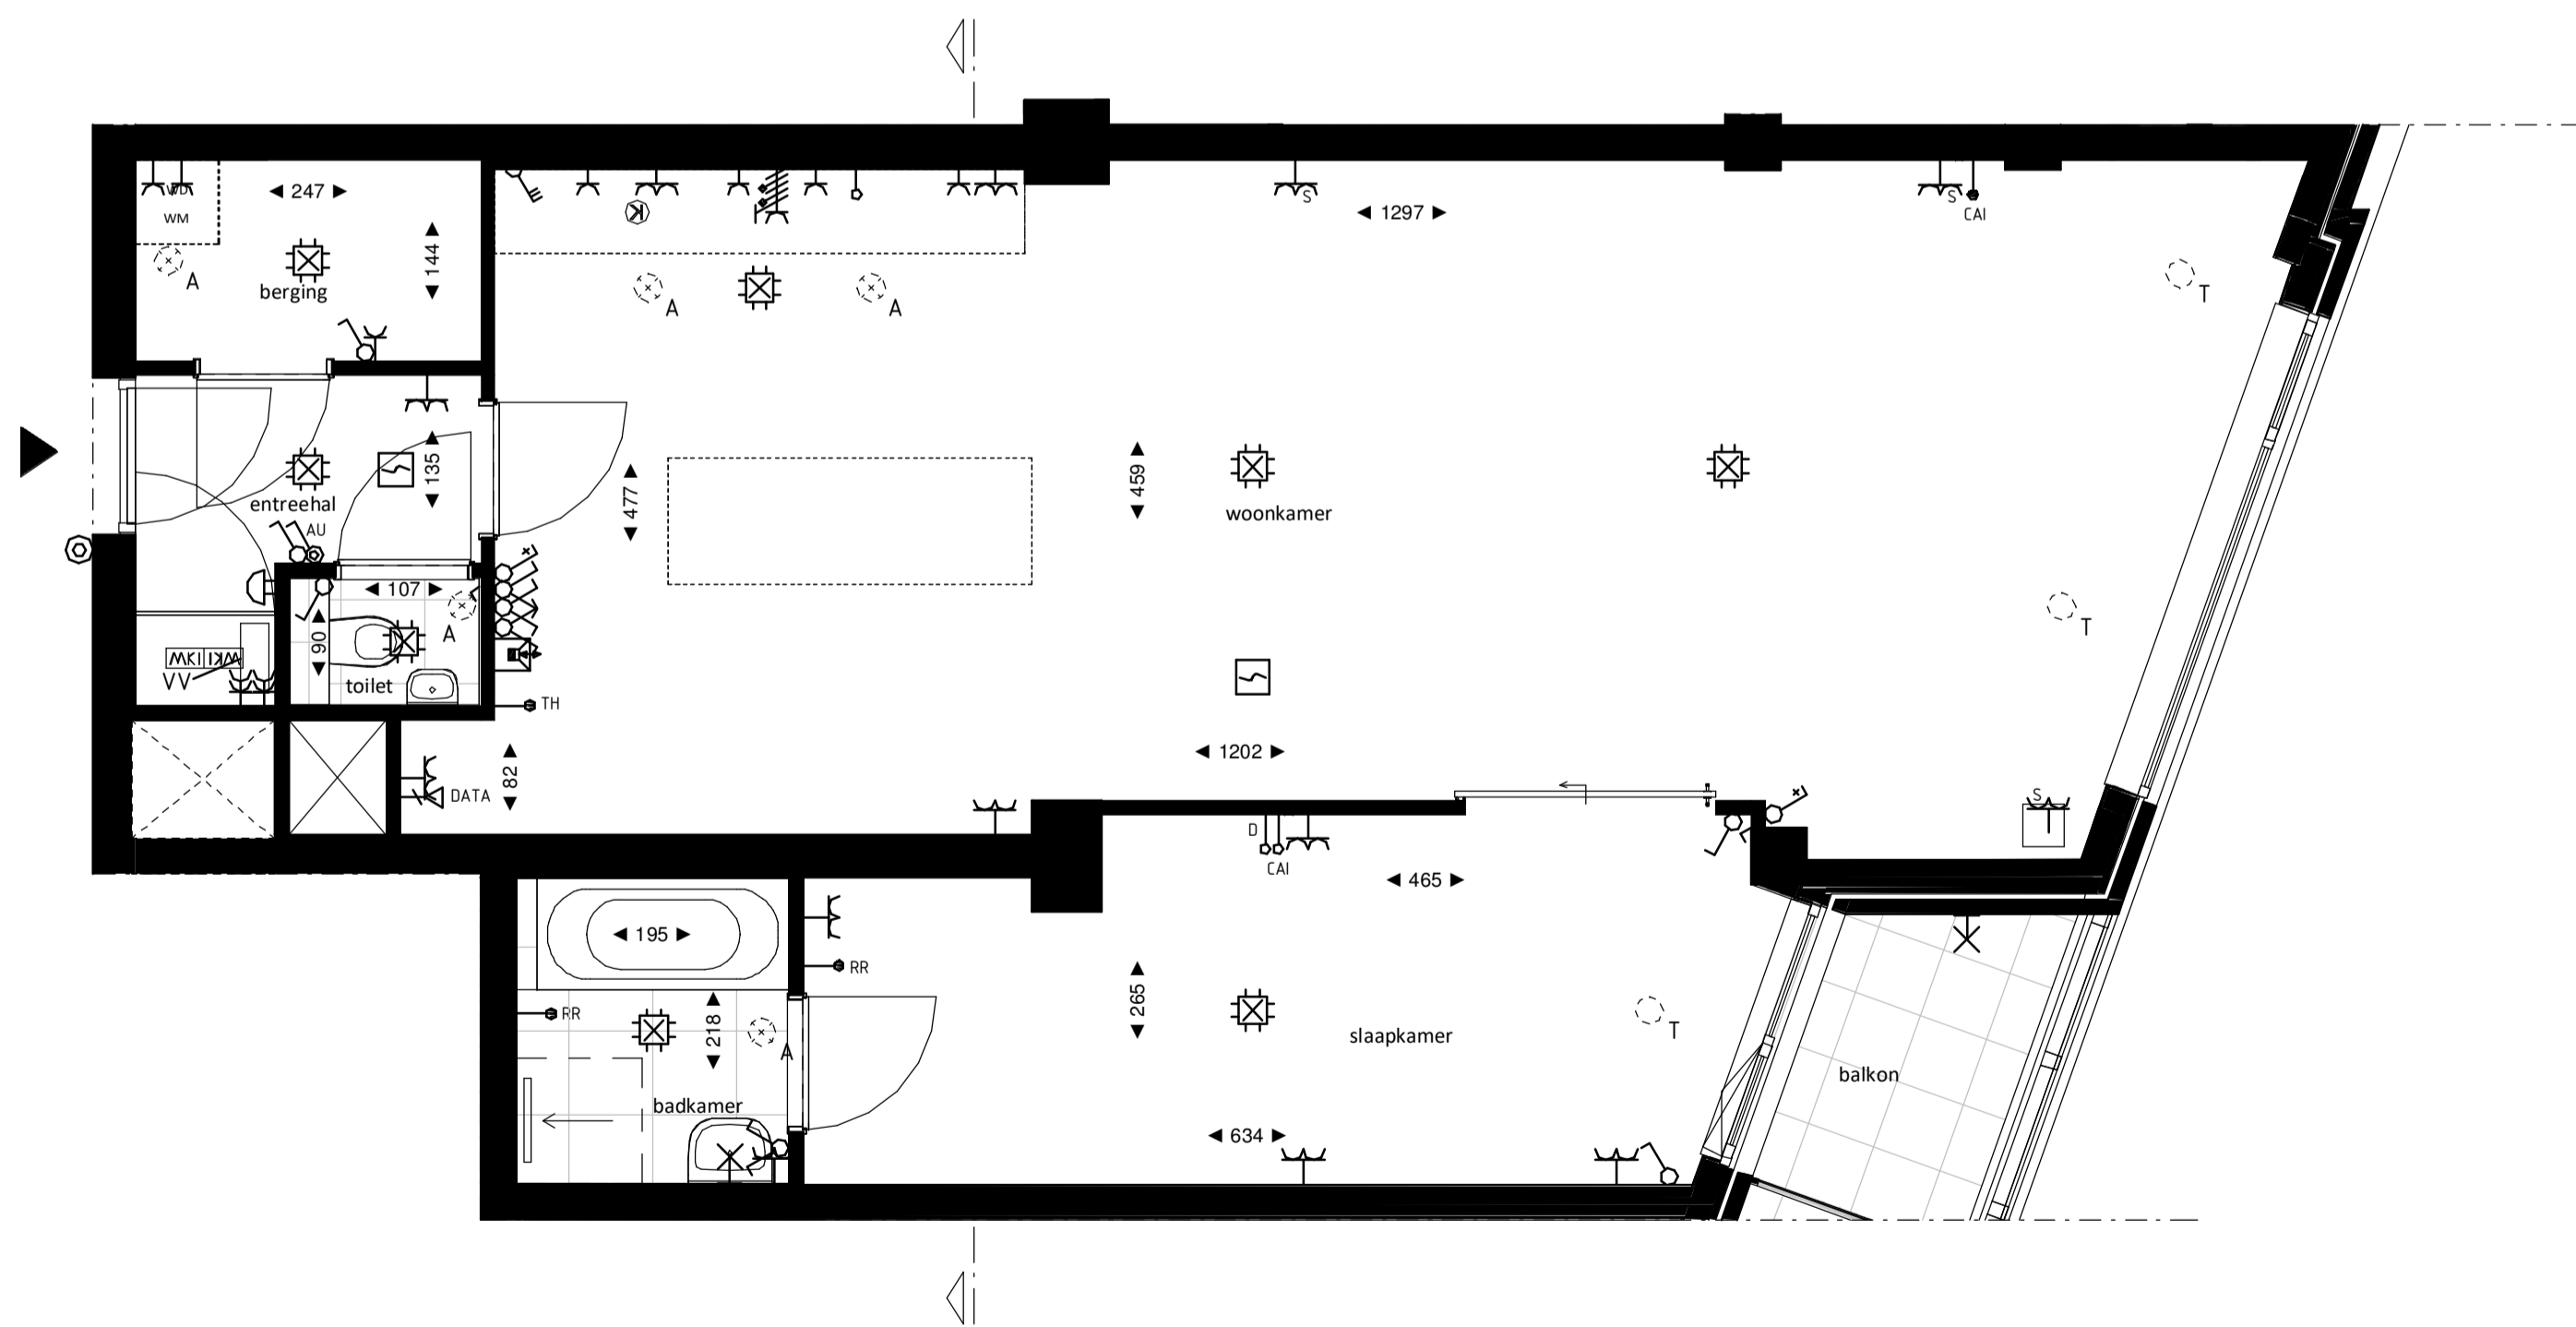 WD
WM
247
144
A
berging
K
A
A
S
1297
S
CAI
T
135
entreehal
AU
477
459
woonkamer
107
90
A
toilet
WKI
WKI
VV
TH
T
82
DATA
1202
S
D
CAI
465
195
RR
RR
218
A
badkamer
265
slaapkamer
T
balkon
634